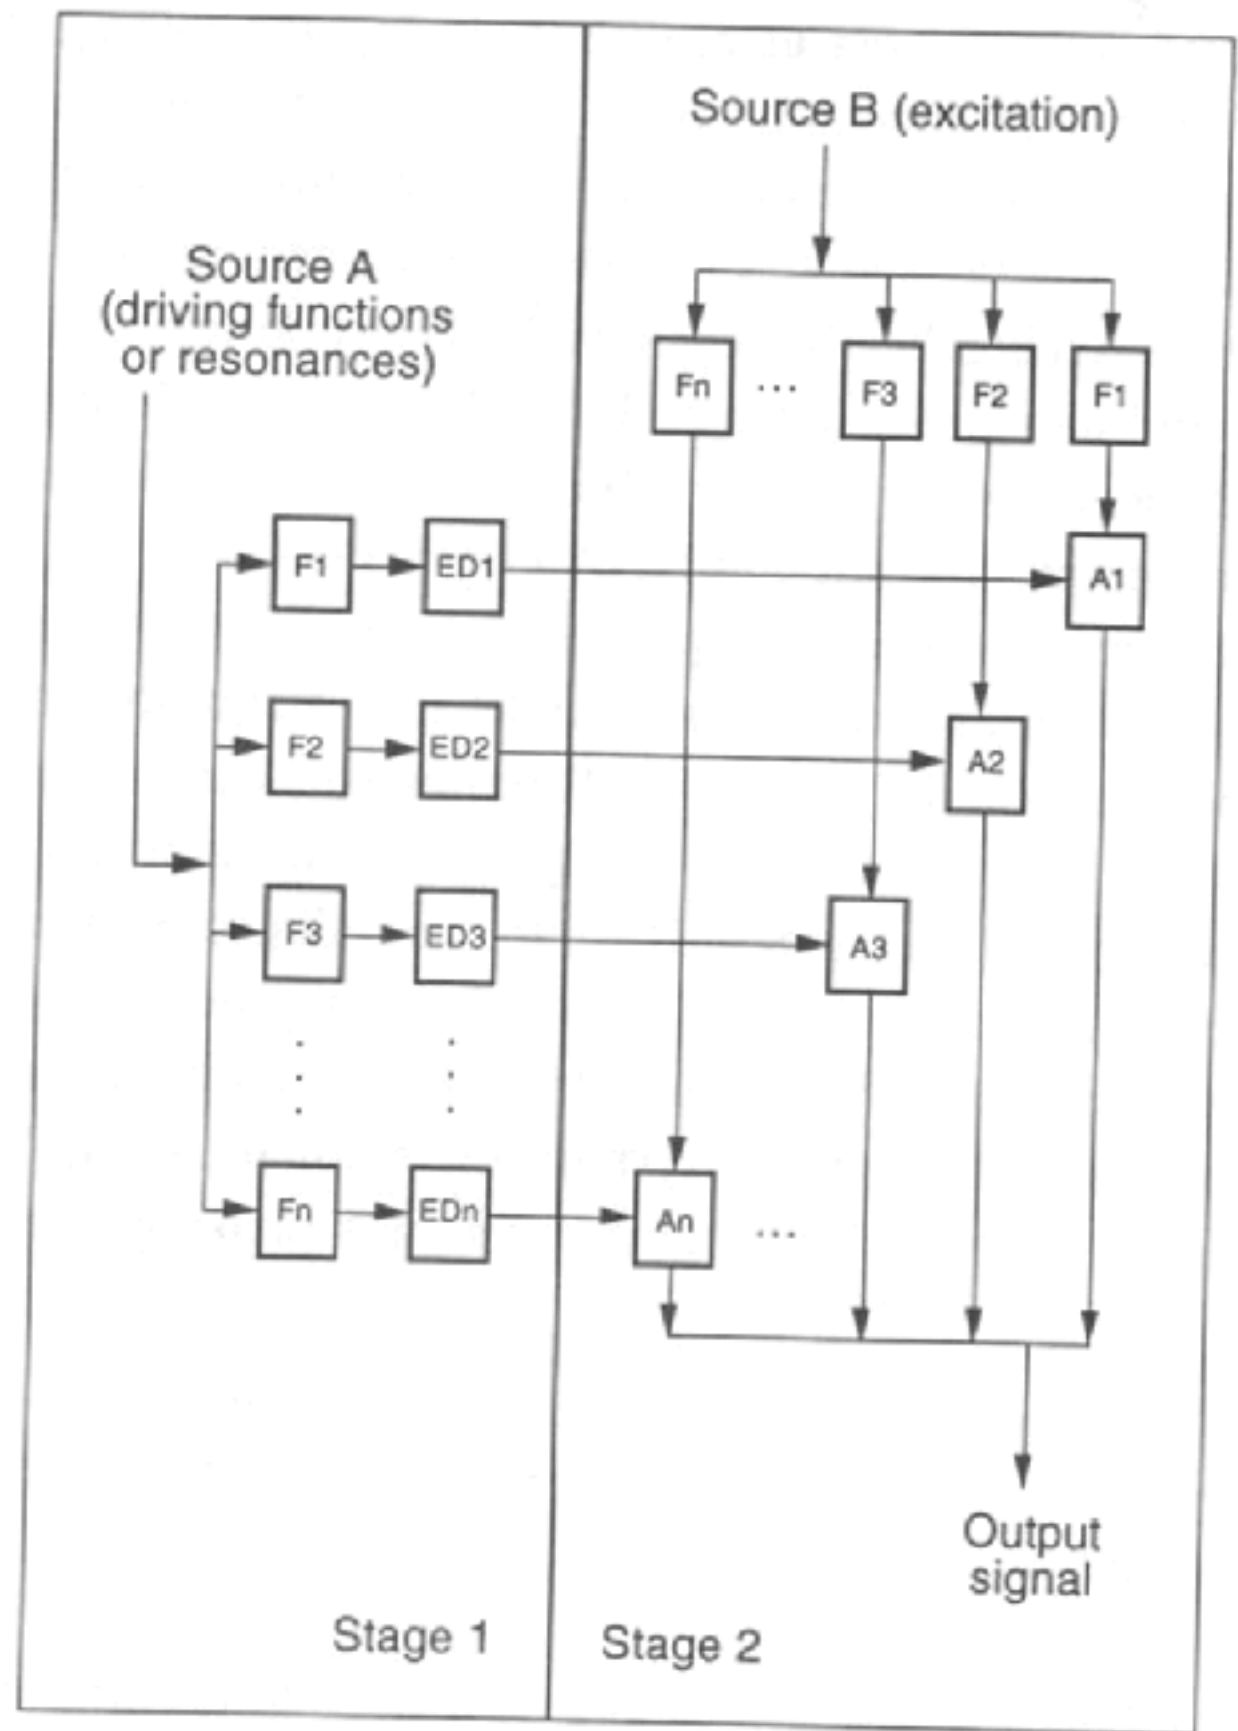 Source B (excitation)
Source A
(driving functions
or resonances)
Fn ... F3 F2 F1
F1 ED1 A1
F2 ED2 A2
F3 ED3 A3
Fn EDn An ...
Output
signal
Stage 1 Stage 2